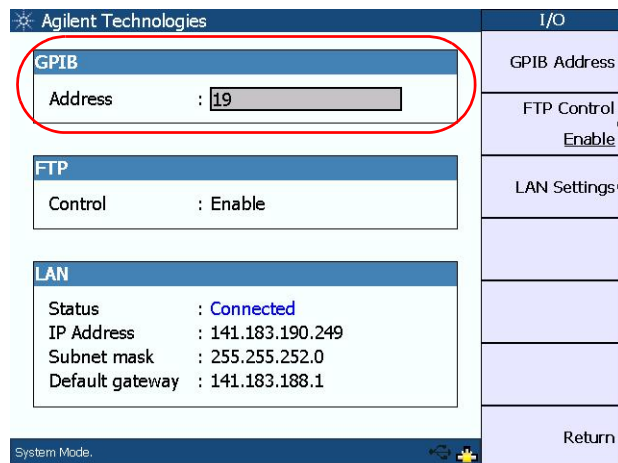 Agilent Technologies
GPIB
Address : 19
FTP
Control : Enable
LAN
Status : Connected
IP Address : 141.183.190.249
Subnet mask : 255.255.252.0
Default gateway : 141.183.188.1
System Mode.
I/O
GPIB Address
FTP Control
Enable
LAN Settings
Return